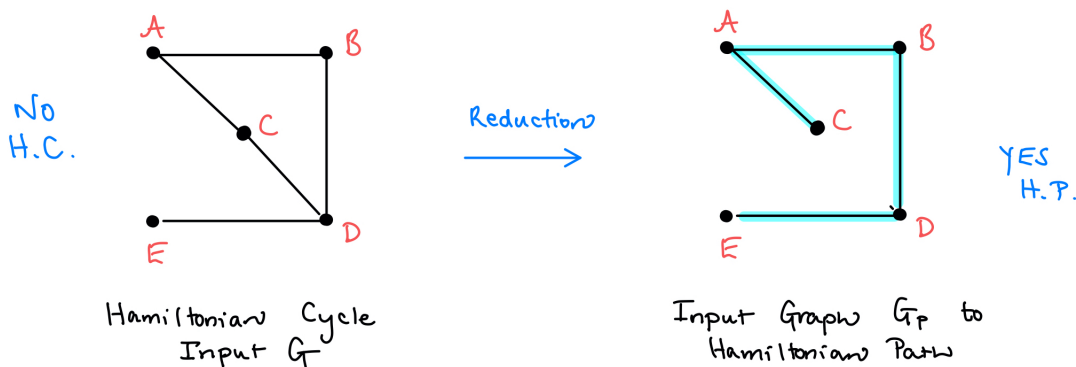 A
B
C
D
E
NO
H.C.
Hamiltonian Cycle
Input G
Reduction
A
B
C
D
E
YES
H.P.
Input Graph Gp to
Hamiltonian Path